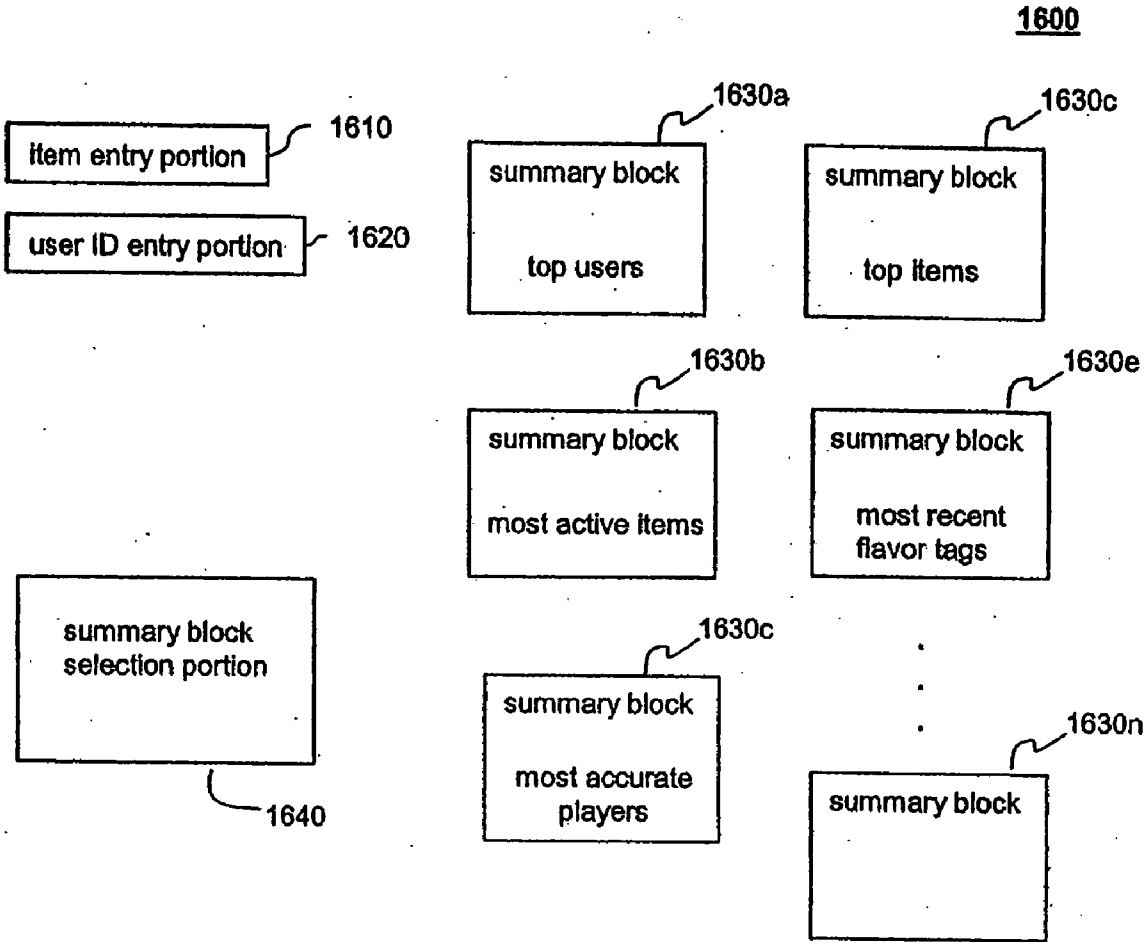 1600
item entry portion
1610
user ID entry portion
1620
1630a
summary block
top users
1630c
summary block
top items
1630b
summary block
most active items
1630e
summary block
most recent
flavor tags
summary block
selection portion
1640
1630c
summary block
most accurate
players
1630n
summary block